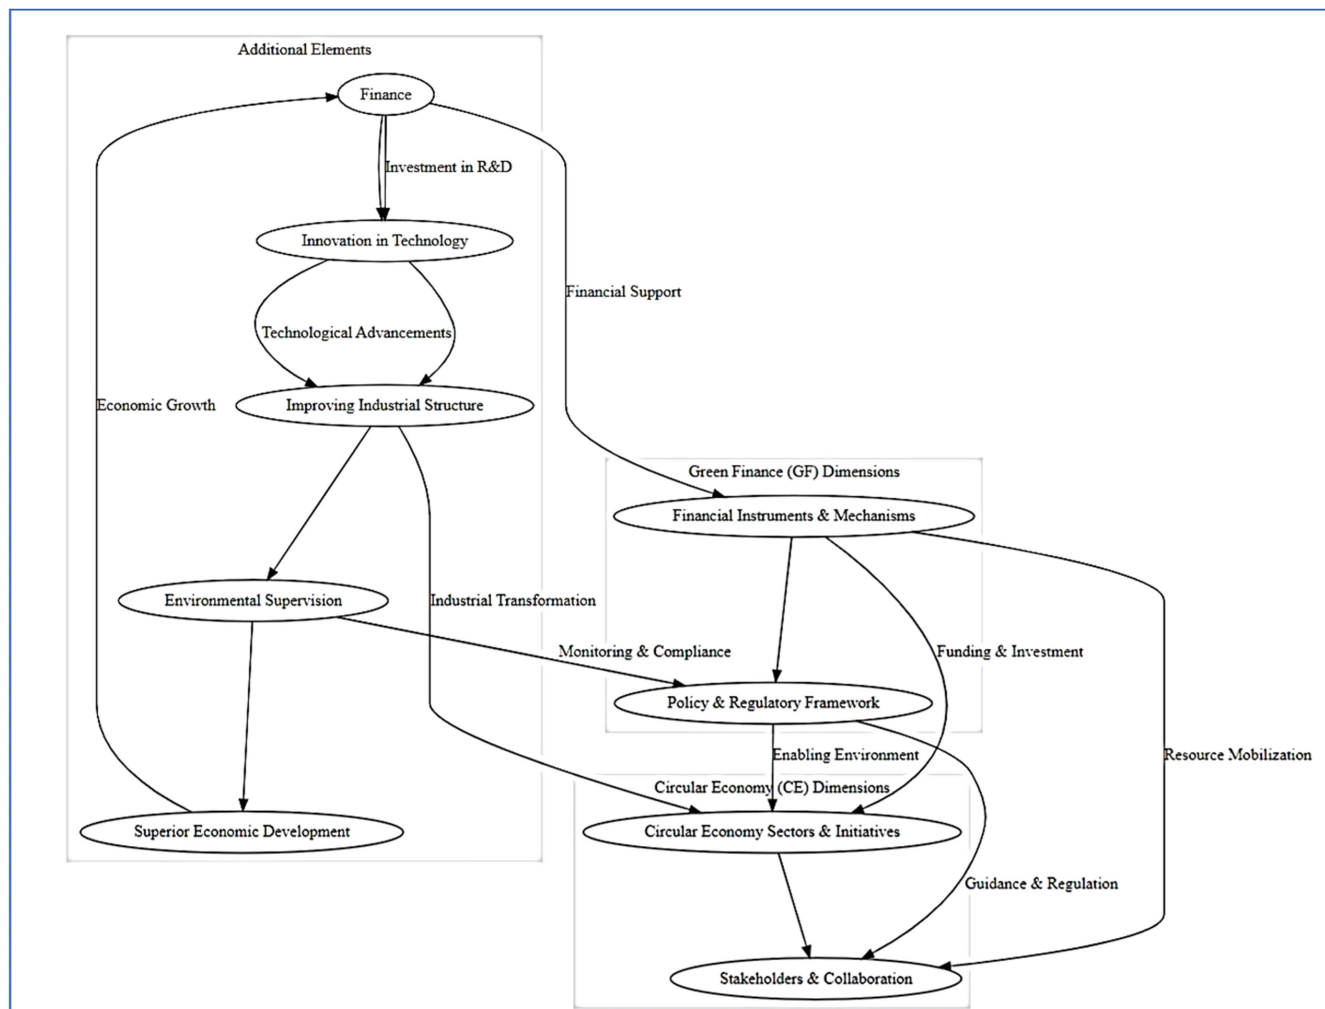 Additional Elements
Finance
Investment in R&D
Innovation in Technology
Financial Support
Technological Advancements
Economic Growth
Improving Industrial Structure
Green Finance (GF) Dimensions
Financial Instruments & Mechanisms
Environmental Supervision
Industrial Transformation
Monitoring & Compliance
Funding & Investment
Policy & Regulatory Framework
Enabling Environment
Resource Mobilization
Circular Economy (CE) Dimensions
Superior Economic Development
Circular Economy Sectors & Initiatives
Guidance & Regulation
Stakeholders & Collaboration